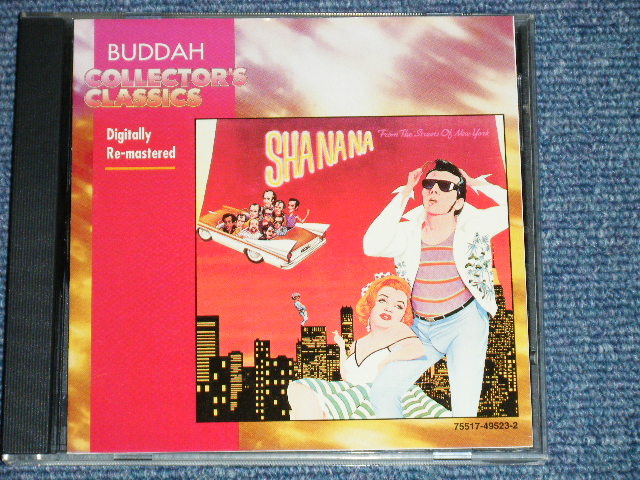 BUDDAH
COLLECTOR'S
CLASSICS
Digitally
Re-mastered
SHA NA NA
From The Streets Of New York
75517-49523-2